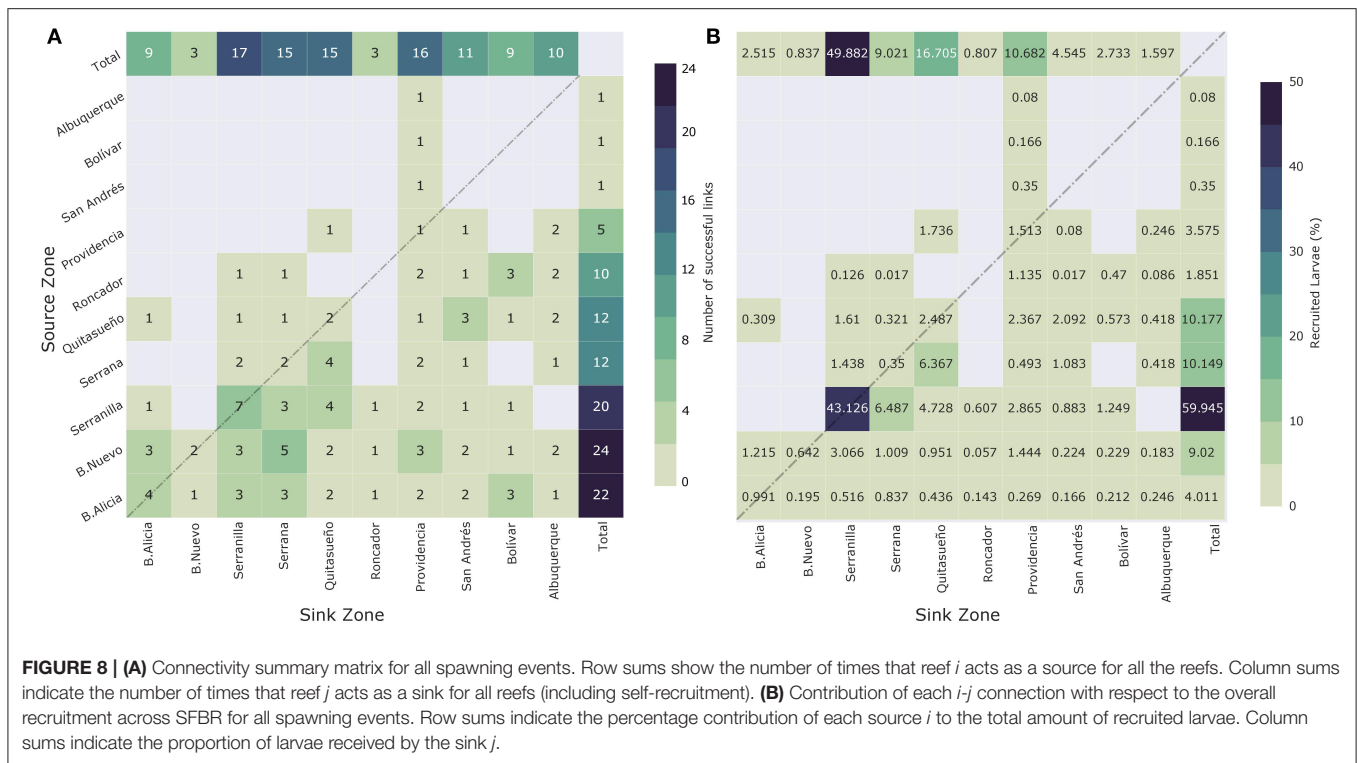 A
Total 9 3 17 15 15 3 16 11 9 10
Albuquerque 1 1
Bolívar 1 1
San Andrés 1 1
Providencia 1 1 1 2 5
Roncador 1 1 2 1 3 2 10
Quitasueño 1 1 1 2 1 3 1 2 12
Serrana 2 2 4 2 1 1 12
Serranilla 1 7 3 4 1 2 1 1 20
B.Nuevo 3 2 3 5 2 1 3 2 1 2 24
B.Alicia 4 1 3 3 2 1 2 2 3 1 22
Source Zone
B.Alicia B.Nuevo Serranilla Serrana Quitasueño Roncador Providencia San Andrés Bolívar Albuquerque Total
Sink Zone
24
20
16
12
8
4
0
Number of successful links
B
2.515 0.837 49.882 9.021 16.705 0.807 10.682 4.545 2.733 1.597
0.08 0.08
0.166 0.166
0.35 0.35
1.736 1.513 0.08 0.246 3.575
0.126 0.017 1.135 0.017 0.47 0.086 1.851
0.309 1.61 0.321 2.487 2.367 2.092 0.573 0.418 10.177
1.438 0.35 6.367 0.493 1.083 0.418 10.149
43.126 6.487 4.728 0.607 2.865 0.883 1.249 59.945
1.215 0.642 3.066 1.009 0.951 0.057 1.444 0.224 0.229 0.183 9.02
0.991 0.195 0.516 0.837 0.436 0.143 0.269 0.166 0.212 0.246 4.011
B.Alicia B.Nuevo Serranilla Serrana Quitasueño Roncador Providencia San Andrés Bolívar Albuquerque Total
Sink Zone
50
40
30
20
10
0
Recruited Larvae (%)
FIGURE 8 | (A) Connectivity summary matrix for all spawning events. Row sums show the number of times that reef i acts as a source for all the reefs. Column sums
indicate the number of times that reef j acts as a sink for all reefs (including self-recruitment). (B) Contribution of each i-j connection with respect to the overall
recruitment across SFBR for all spawning events. Row sums indicate the percentage contribution of each source i to the total amount of recruited larvae. Column
sums indicate the proportion of larvae received by the sink j.